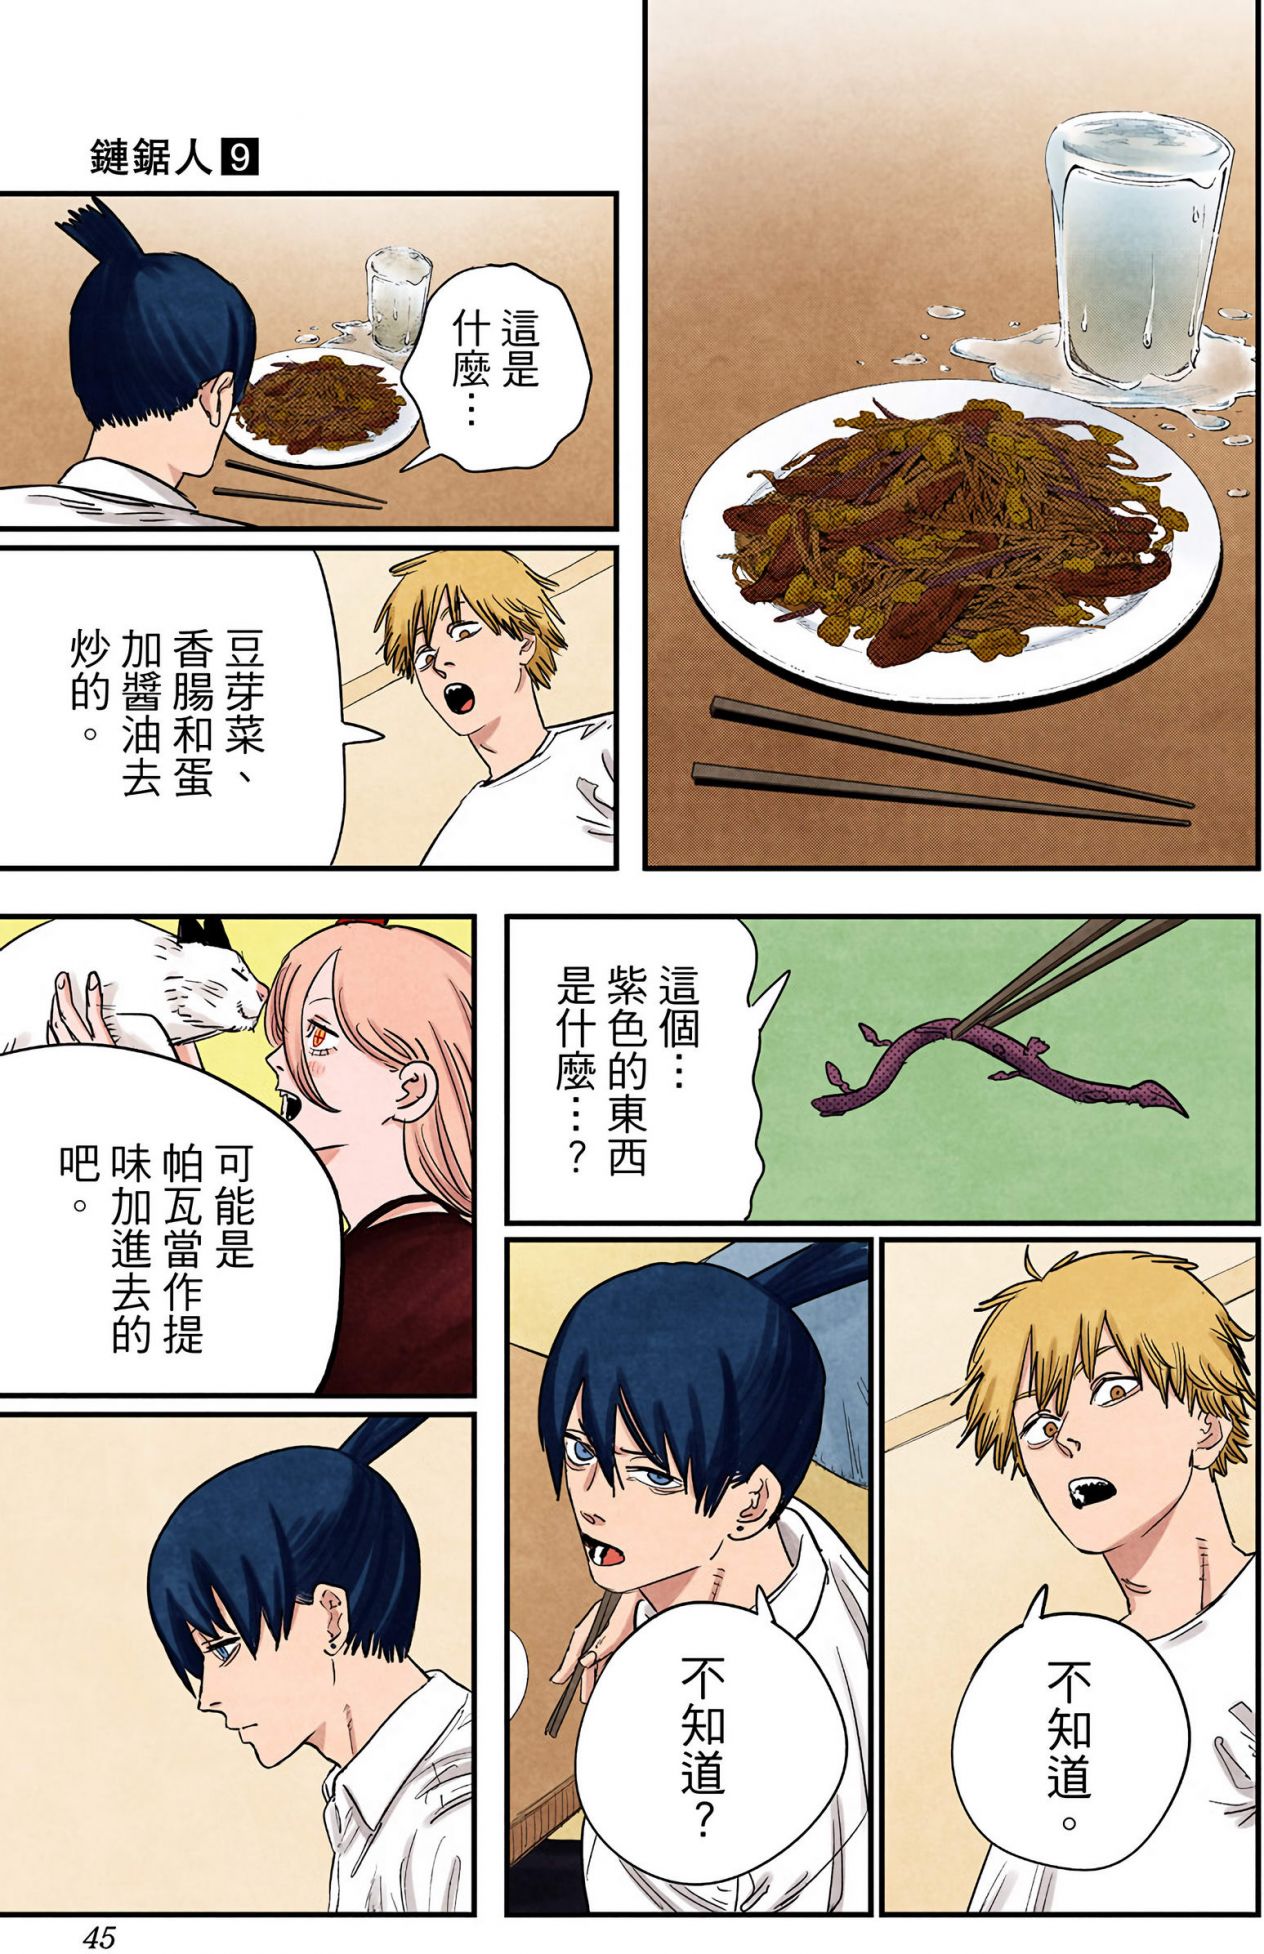 鏈鋸人9
這是
什麼…
豆芽菜、
香腸和蛋
加醬油去
炒的。
這個…
紫色的東西
是什麼…？
不知道。
不知道？
可能是
帕瓦當作提
味加進去的
吧。
45